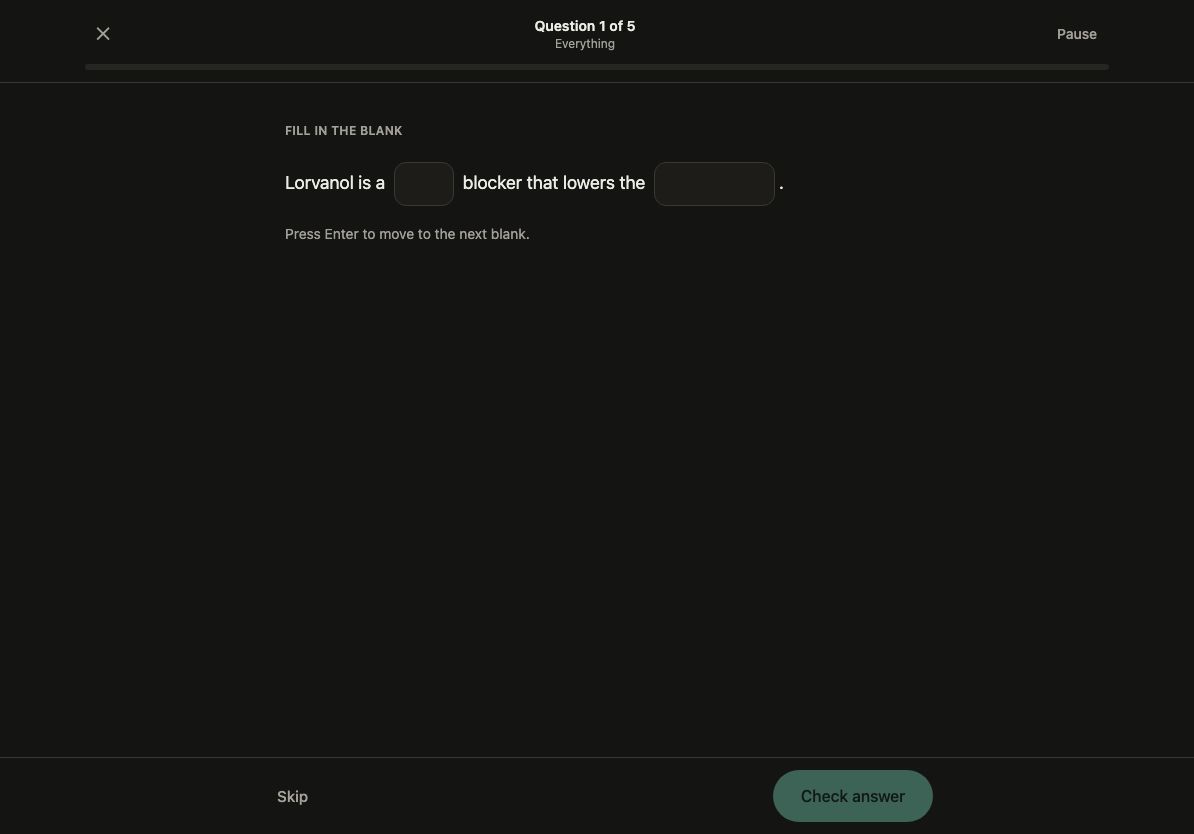 Question 1 of 5
Everything
Pause
FILL IN THE BLANK
Lorvanol is a blocker that lowers the .
Press Enter to move to the next blank.
Skip
Check answer